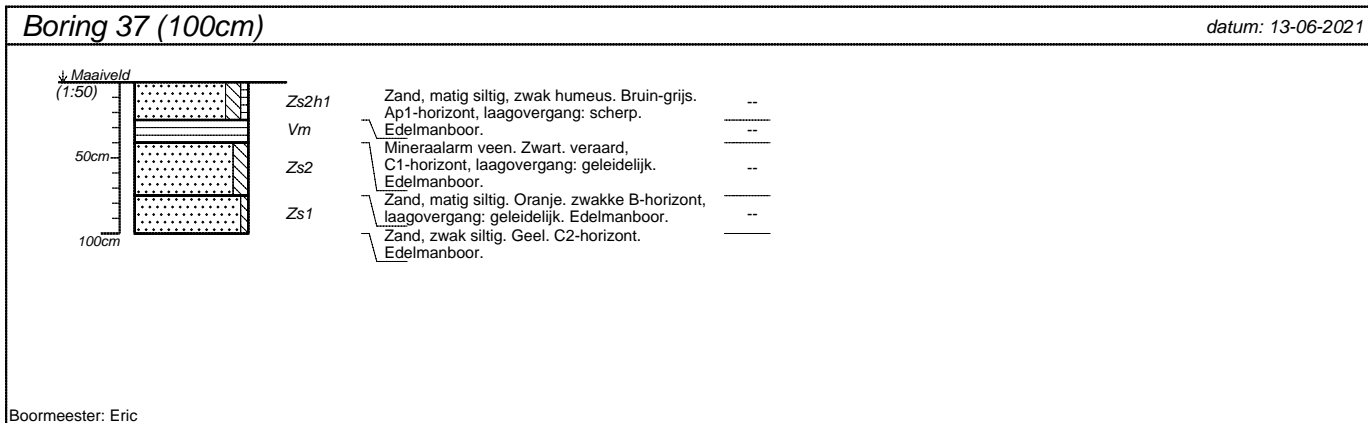 Boring 37 (100cm)
datum: 13-06-2021
Maaiveld
(1:50)
50cm
100cm
Zs2h1
Zand, matig siltig, zwak humeus. Bruin-grijs.
Ap1-horizont, laagovergang: scherp.
Edelmanboor.
--
Vm
Mineraalarm veen. Zwart. veraard,
C1-horizont, laagovergang: geleidelijk.
Edelmanboor.
--
Zs2
Zand, matig siltig. Oranje. zwakke B-horizont,
laagovergang: geleidelijk. Edelmanboor.
--
Zs1
Zand, zwak siltig. Geel. C2-horizont.
Edelmanboor.
--
Boormeester: Eric